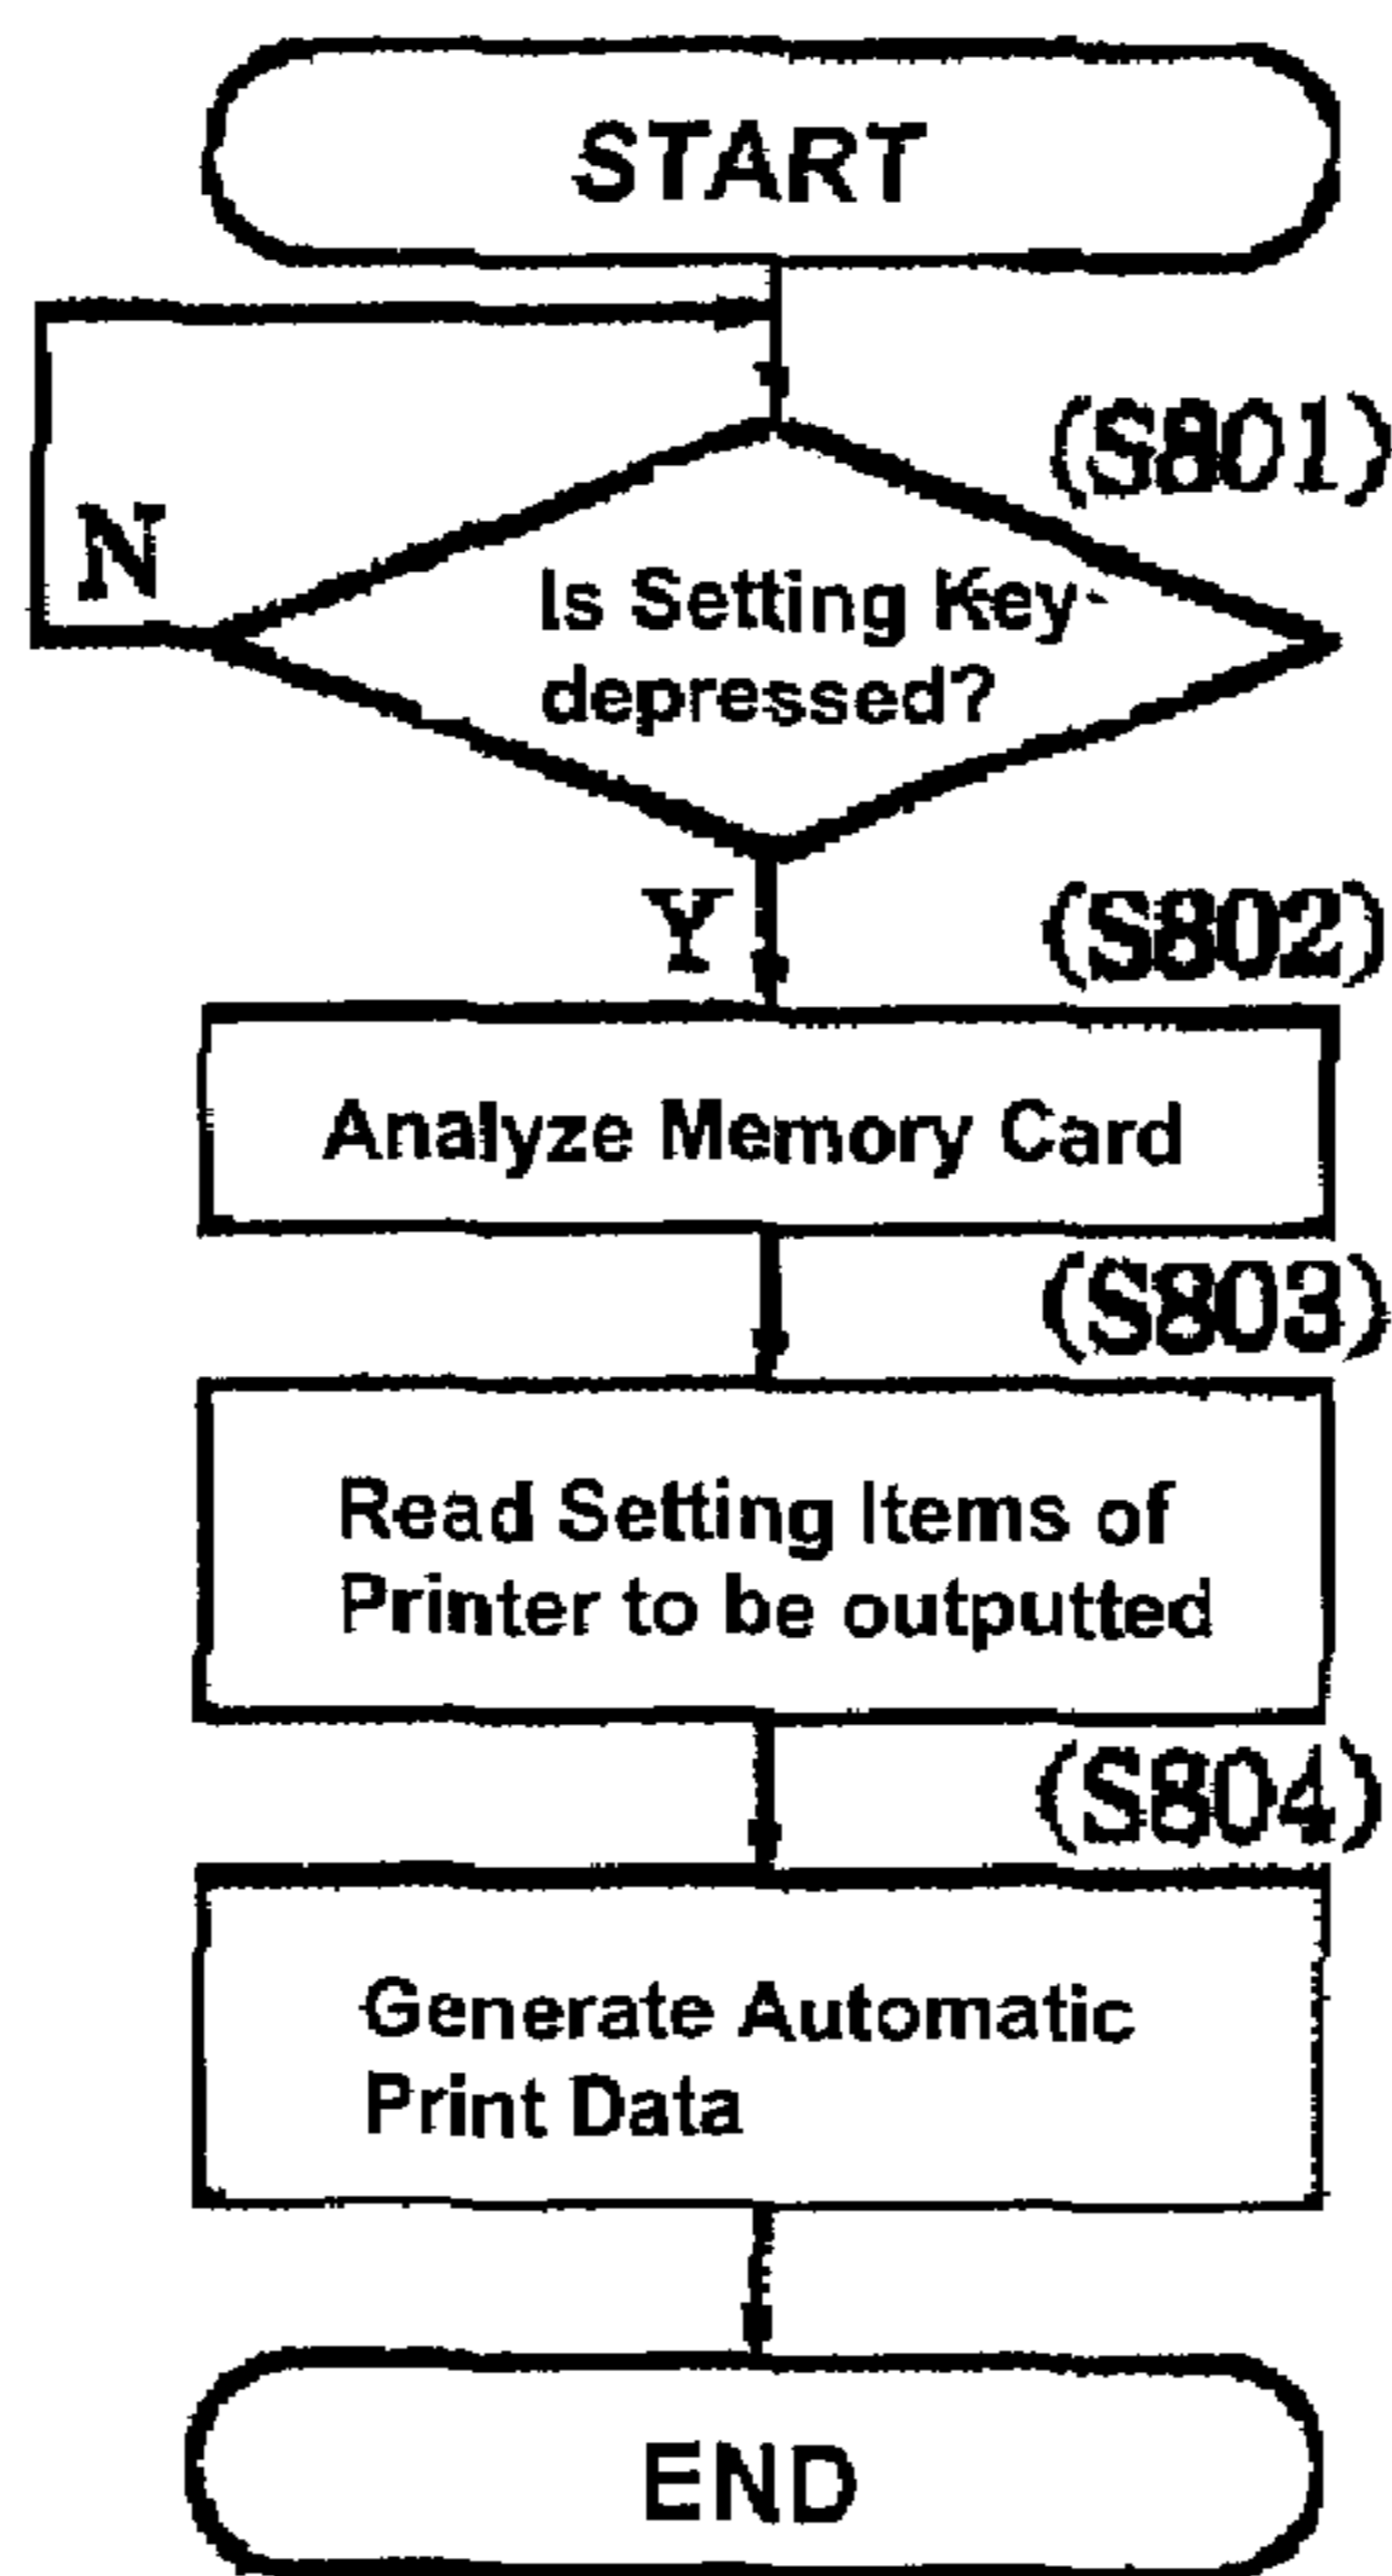 START
(S801)
N
Is Setting Key
depressed?
Y
(S802)
Analyze Memory Card
(S803)
Read Setting Items of
Printer to be outputted
(S804)
Generate Automatic
Print Data
END